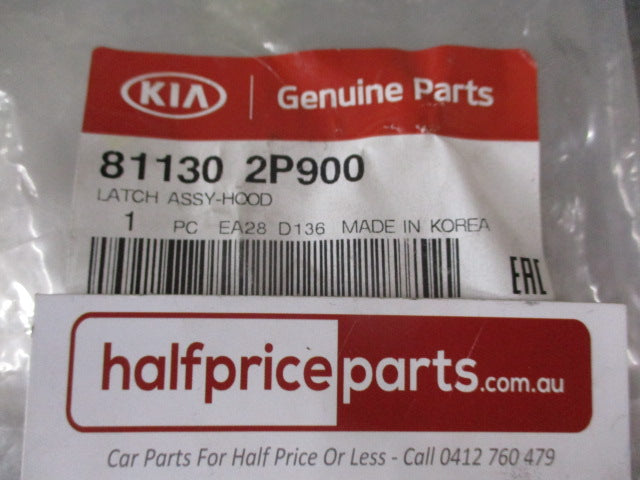 KIA Genuine Parts
81130 2P900
LATCH ASSY-HOOD
1 PC EA28 D136 MADE IN KOREA
EAC
halfpriceparts.com.au
Car Parts For Half Price Or Less - Call 0412 760 479